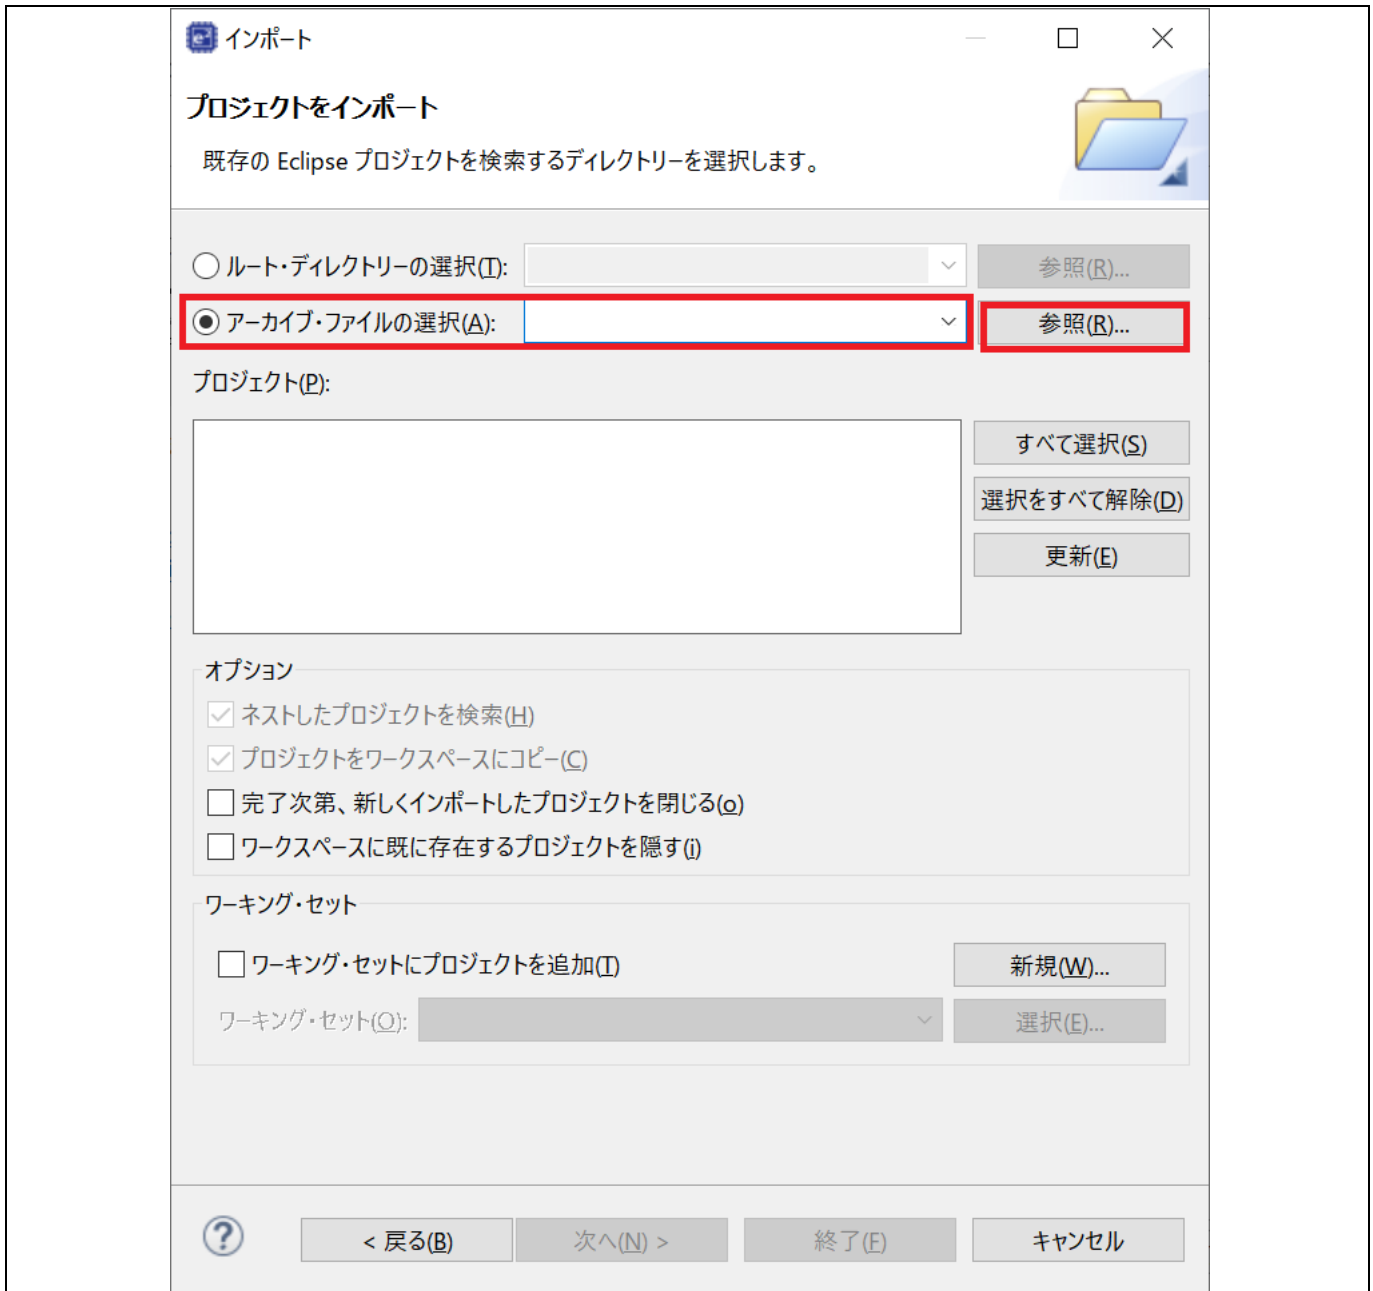 インポート
プロジェクトをインポート
既存の Eclipse プロジェクトを検索するディレクトリーを選択します。
ルート・ディレクトリーの選択(T): 参照(R)...
アーカイブ・ファイルの選択(A): 参照(R)...
プロジェクト(P):
すべて選択(S)
選択をすべて解除(D)
更新(E)
オプション
ネストしたプロジェクトを検索(H)
プロジェクトをワークスペースにコピー(C)
完了次第、新しくインポートしたプロジェクトを閉じる(o)
ワークスペースに既に存在するプロジェクトを隠す(i)
ワーキング・セット
ワーキング・セットにプロジェクトを追加(T) 新規(W)...
ワーキング・セット(O): 選択(E)...
? < 戻る(B) 次へ(N) > 終了(F) キャンセル